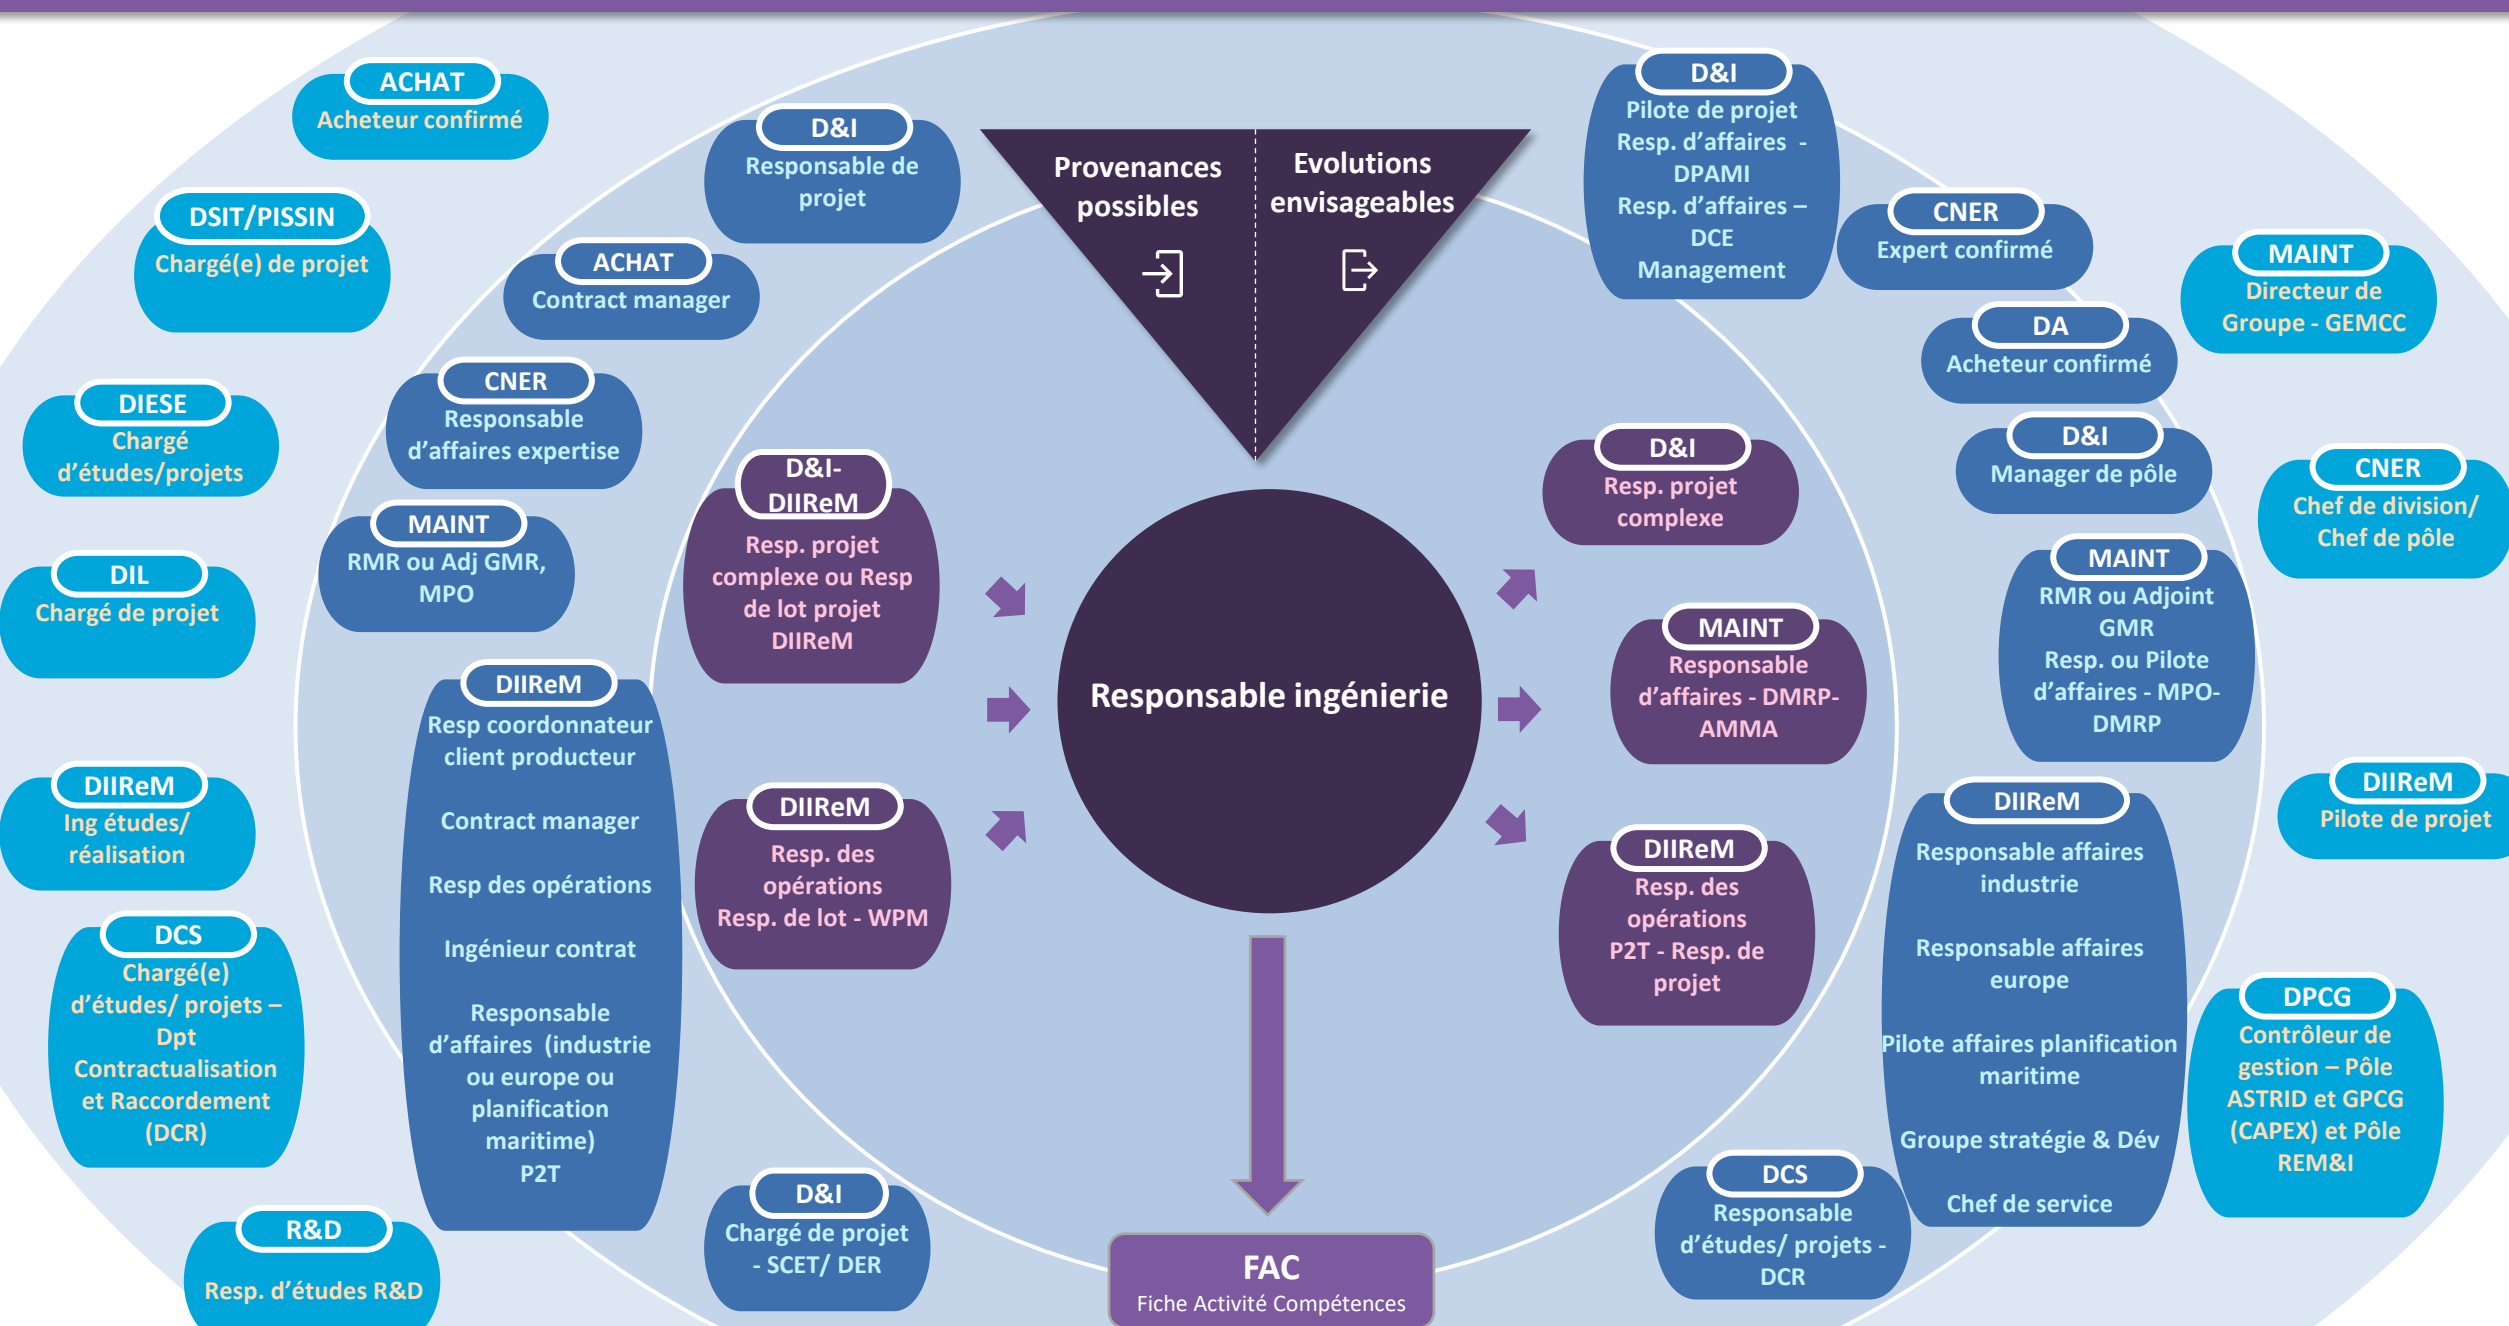 ACHAT
Acheteur confirmé
DSIT/PISSIN
Chargé(e) de projet
DIESE
Chargé
d'études/projets
DIL
Chargé de projet
DIIReM
Ing études/
réalisation
DCS
Chargé(e)
d'études/ projets –
Dpt
Contractualisation
et Raccordement
(DCR)
R&D
Resp. d'études R&D
D&I
Responsable de
projet
ACHAT
Contract manager
CNER
Responsable
d'affaires expertise
MAINT
RMR ou Adj GMR,
MPO
DIIReM
Resp coordonnateur
client producteur
Contract manager
Resp des opérations
Ingénieur contrat
Responsable
d'affaires (industrie
ou europe ou
planification
maritime)
P2T
D&I
Chargé de projet
- SCET/ DER
D&I-
DIIReM
Resp. projet
complexe ou Resp
de lot projet
DIIReM
DIIReM
Resp. des
opérations
Resp. de lot - WPM
Provenances
possibles
Evolutions
envisageables
Responsable ingénierie
FAC
Fiche Activité Compétences
D&I
Resp. projet
complexe
MAINT
Responsable
d'affaires - DMRP-
AMMA
DIIReM
Resp. des
opérations
P2T - Resp. de
projet
D&I
Pilote de projet
Resp. d'affaires -
DPAMI
Resp. d'affaires –
DCE
Management
CNER
Expert confirmé
DA
Acheteur confirmé
D&I
Manager de pôle
MAINT
RMR ou Adjoint
GMR
Resp. ou Pilote
d'affaires - MPO-
DMRP
DIIReM
Responsable affaires
industrie
Responsable affaires
europe
Pilote affaires planification
maritime
Groupe stratégie & Dév
Chef de service
DCS
Responsable
d'études/ projets -
DCR
MAINT
Directeur de
Groupe - GEMCC
CNER
Chef de division/
Chef de pôle
DIIReM
Pilote de projet
DPCG
Contrôleur de
gestion – Pôle
ASTRID et GPCG
(CAPEX) et Pôle
REM&I